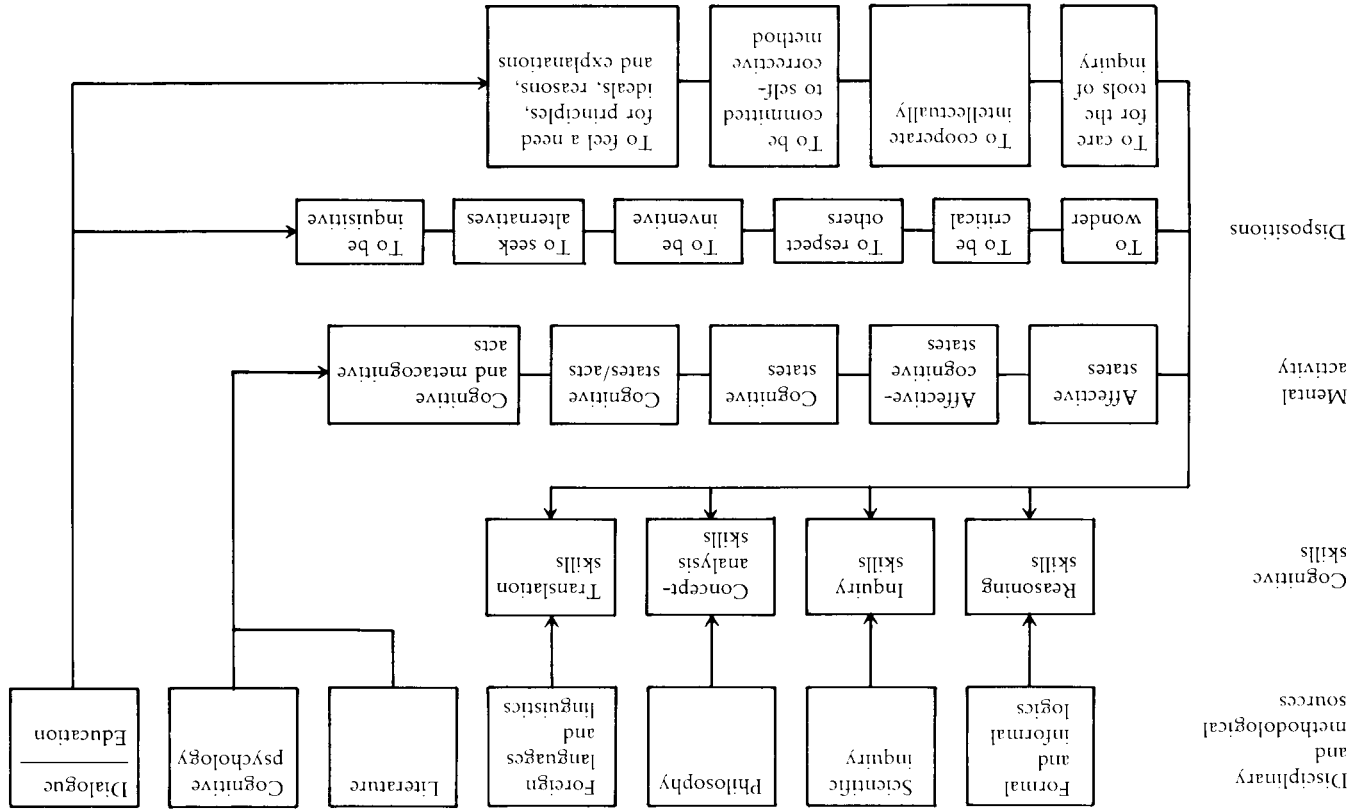 Disciplinary
and
methodological
sources
Formal
and
informal
logics
Scientific
inquiry
Philosophy
Foreign
languages
and
linguistics
Literature
Cognitive
psychology
Dialogue
Education
Cognitive
skills
Reasoning
skills
Inquiry
skills
Concept-
analysis
skills
Translation
skills
Mental
activity
Affective
states
Affective-
cognitive
states
Cognitive
states
Cognitive
states/acts
Cognitive
and metacognitive
acts
Dispositions
To
wonder
To be
critical
To respect
others
To be
inventive
To seek
alternatives
To be
inquisitive
To care
for the
tools of
inquiry
To cooperate
intellectually
To be
committed
to self-
corrective
method
To feel a need
for principles,
ideals, reasons,
and explanations